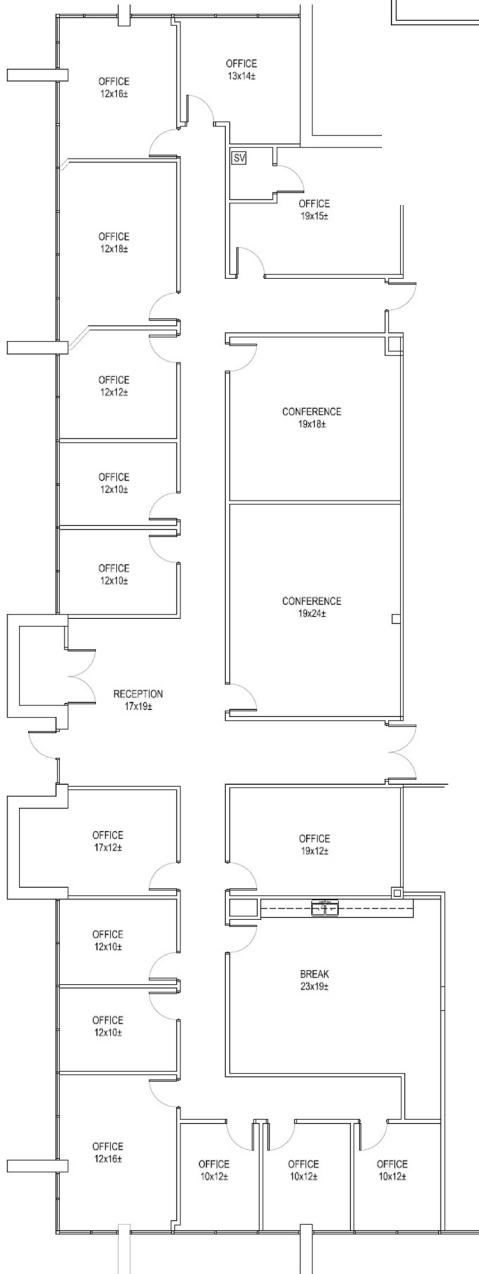 OFFICE
13x14±
OFFICE
12x16±
SV
OFFICE
19x15±
OFFICE
12x18±
OFFICE
12x12±
CONFERENCE
19x18±
OFFICE
12x10±
OFFICE
12x10±
CONFERENCE
19x24±
RECEPTION
17x19±
OFFICE
17x12±
OFFICE
19x12±
OFFICE
12x10±
BREAK
23x19±
OFFICE
12x10±
OFFICE
12x16±
OFFICE
10x12±
OFFICE
10x12±
OFFICE
10x12±